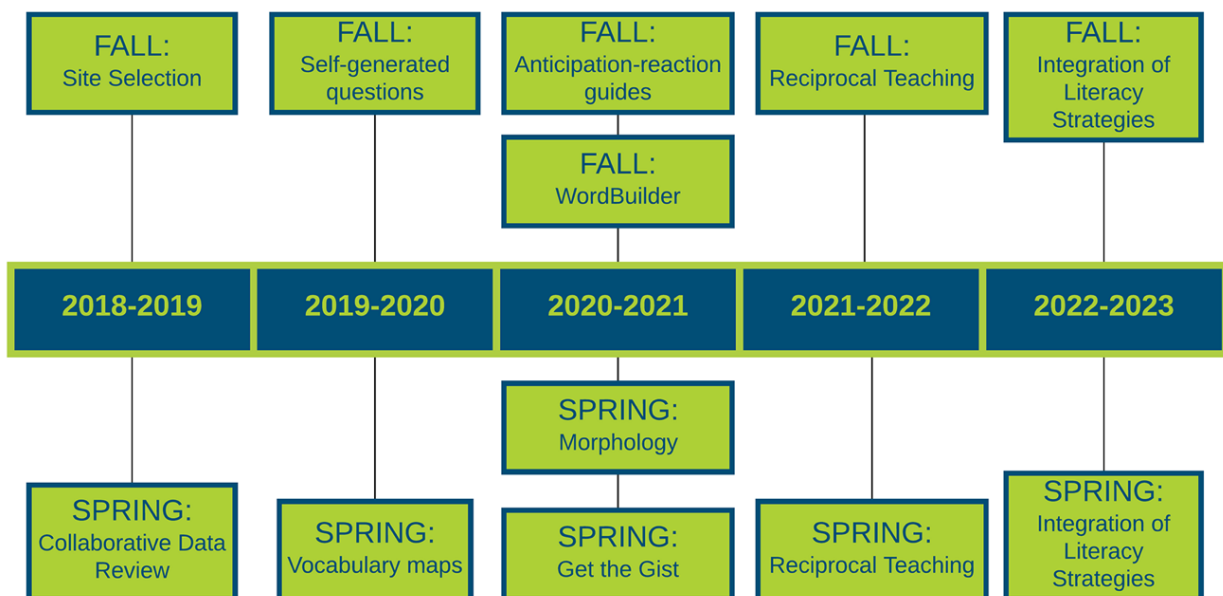 FALL:
Site Selection
FALL:
Self-generated
questions
FALL:
Anticipation-reaction
guides
FALL:
WordBuilder
FALL:
Reciprocal Teaching
FALL:
Integration of
Literacy
Strategies
2018-2019
2019-2020
2020-2021
2021-2022
2022-2023
SPRING:
Collaborative Data
Review
SPRING:
Vocabulary maps
SPRING:
Morphology
SPRING:
Get the Gist
SPRING:
Reciprocal Teaching
SPRING:
Integration of
Literacy
Strategies